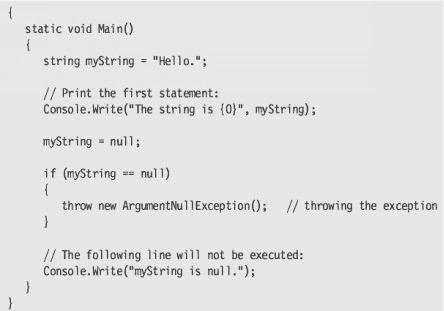 {
static void Main()
{
string myString = "Hello.";
// Print the first statement:
Console.Write("The string is {0}", myString);
myString = null;
if (myString == null)
{
throw new ArgumentNullException();   // throwing the exception
}
// The following line will not be executed:
Console.Write("myString is null.");
}
}